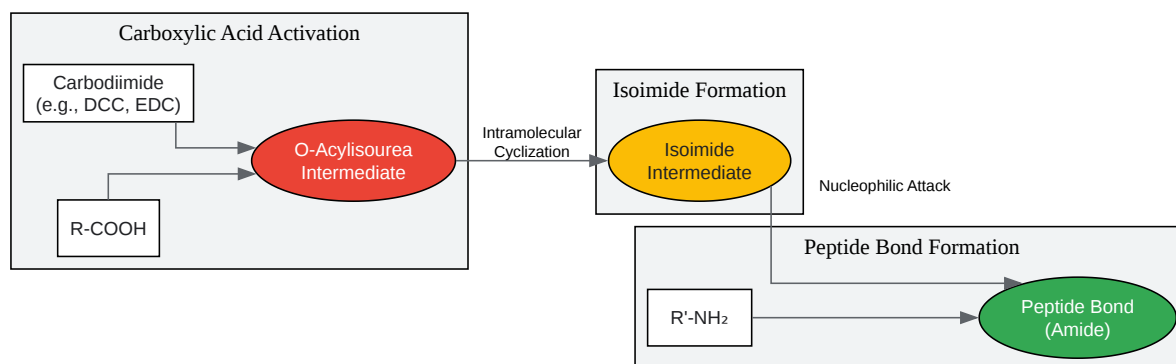 Carboxylic Acid Activation
Carbodiimide
(e.g., DCC, EDC)
O-Acylisourea
Intermediate
R-COOH
Intramolecular
Cyclization
Isoimide Formation
Isoimide
Intermediate
Nucleophilic Attack
Peptide Bond Formation
R'-NH₂
Peptide Bond
(Amide)